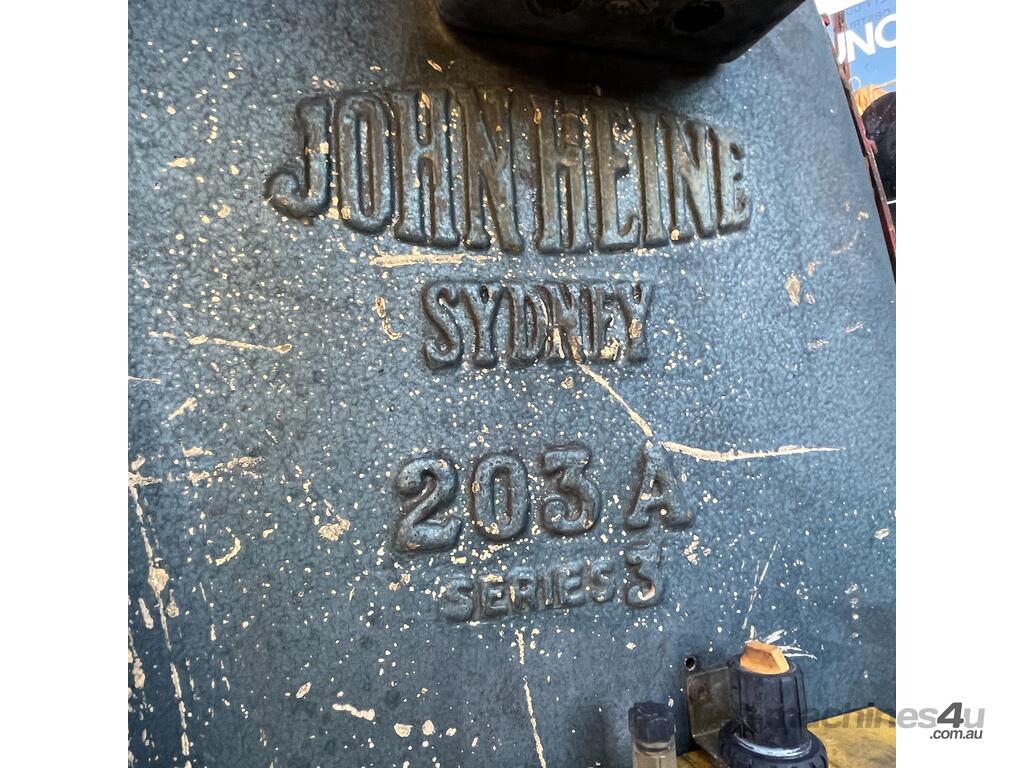 JOHN HEINE
SYDNEY
203 A
SERIES 3
machines4u
.com.au